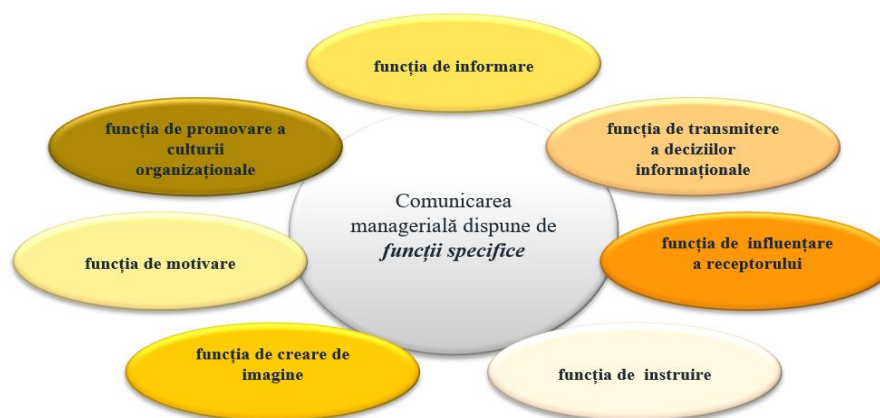 funcția de informare
funcția de promovare a
culturii
organizaționale
funcția de transmitere
a deciziilor
informaționale
Comunicarea
managerială dispune de
funcții specifice
funcția de motivare
funcția de influențare
a receptorului
funcția de creare de
imagine
funcția de instruire